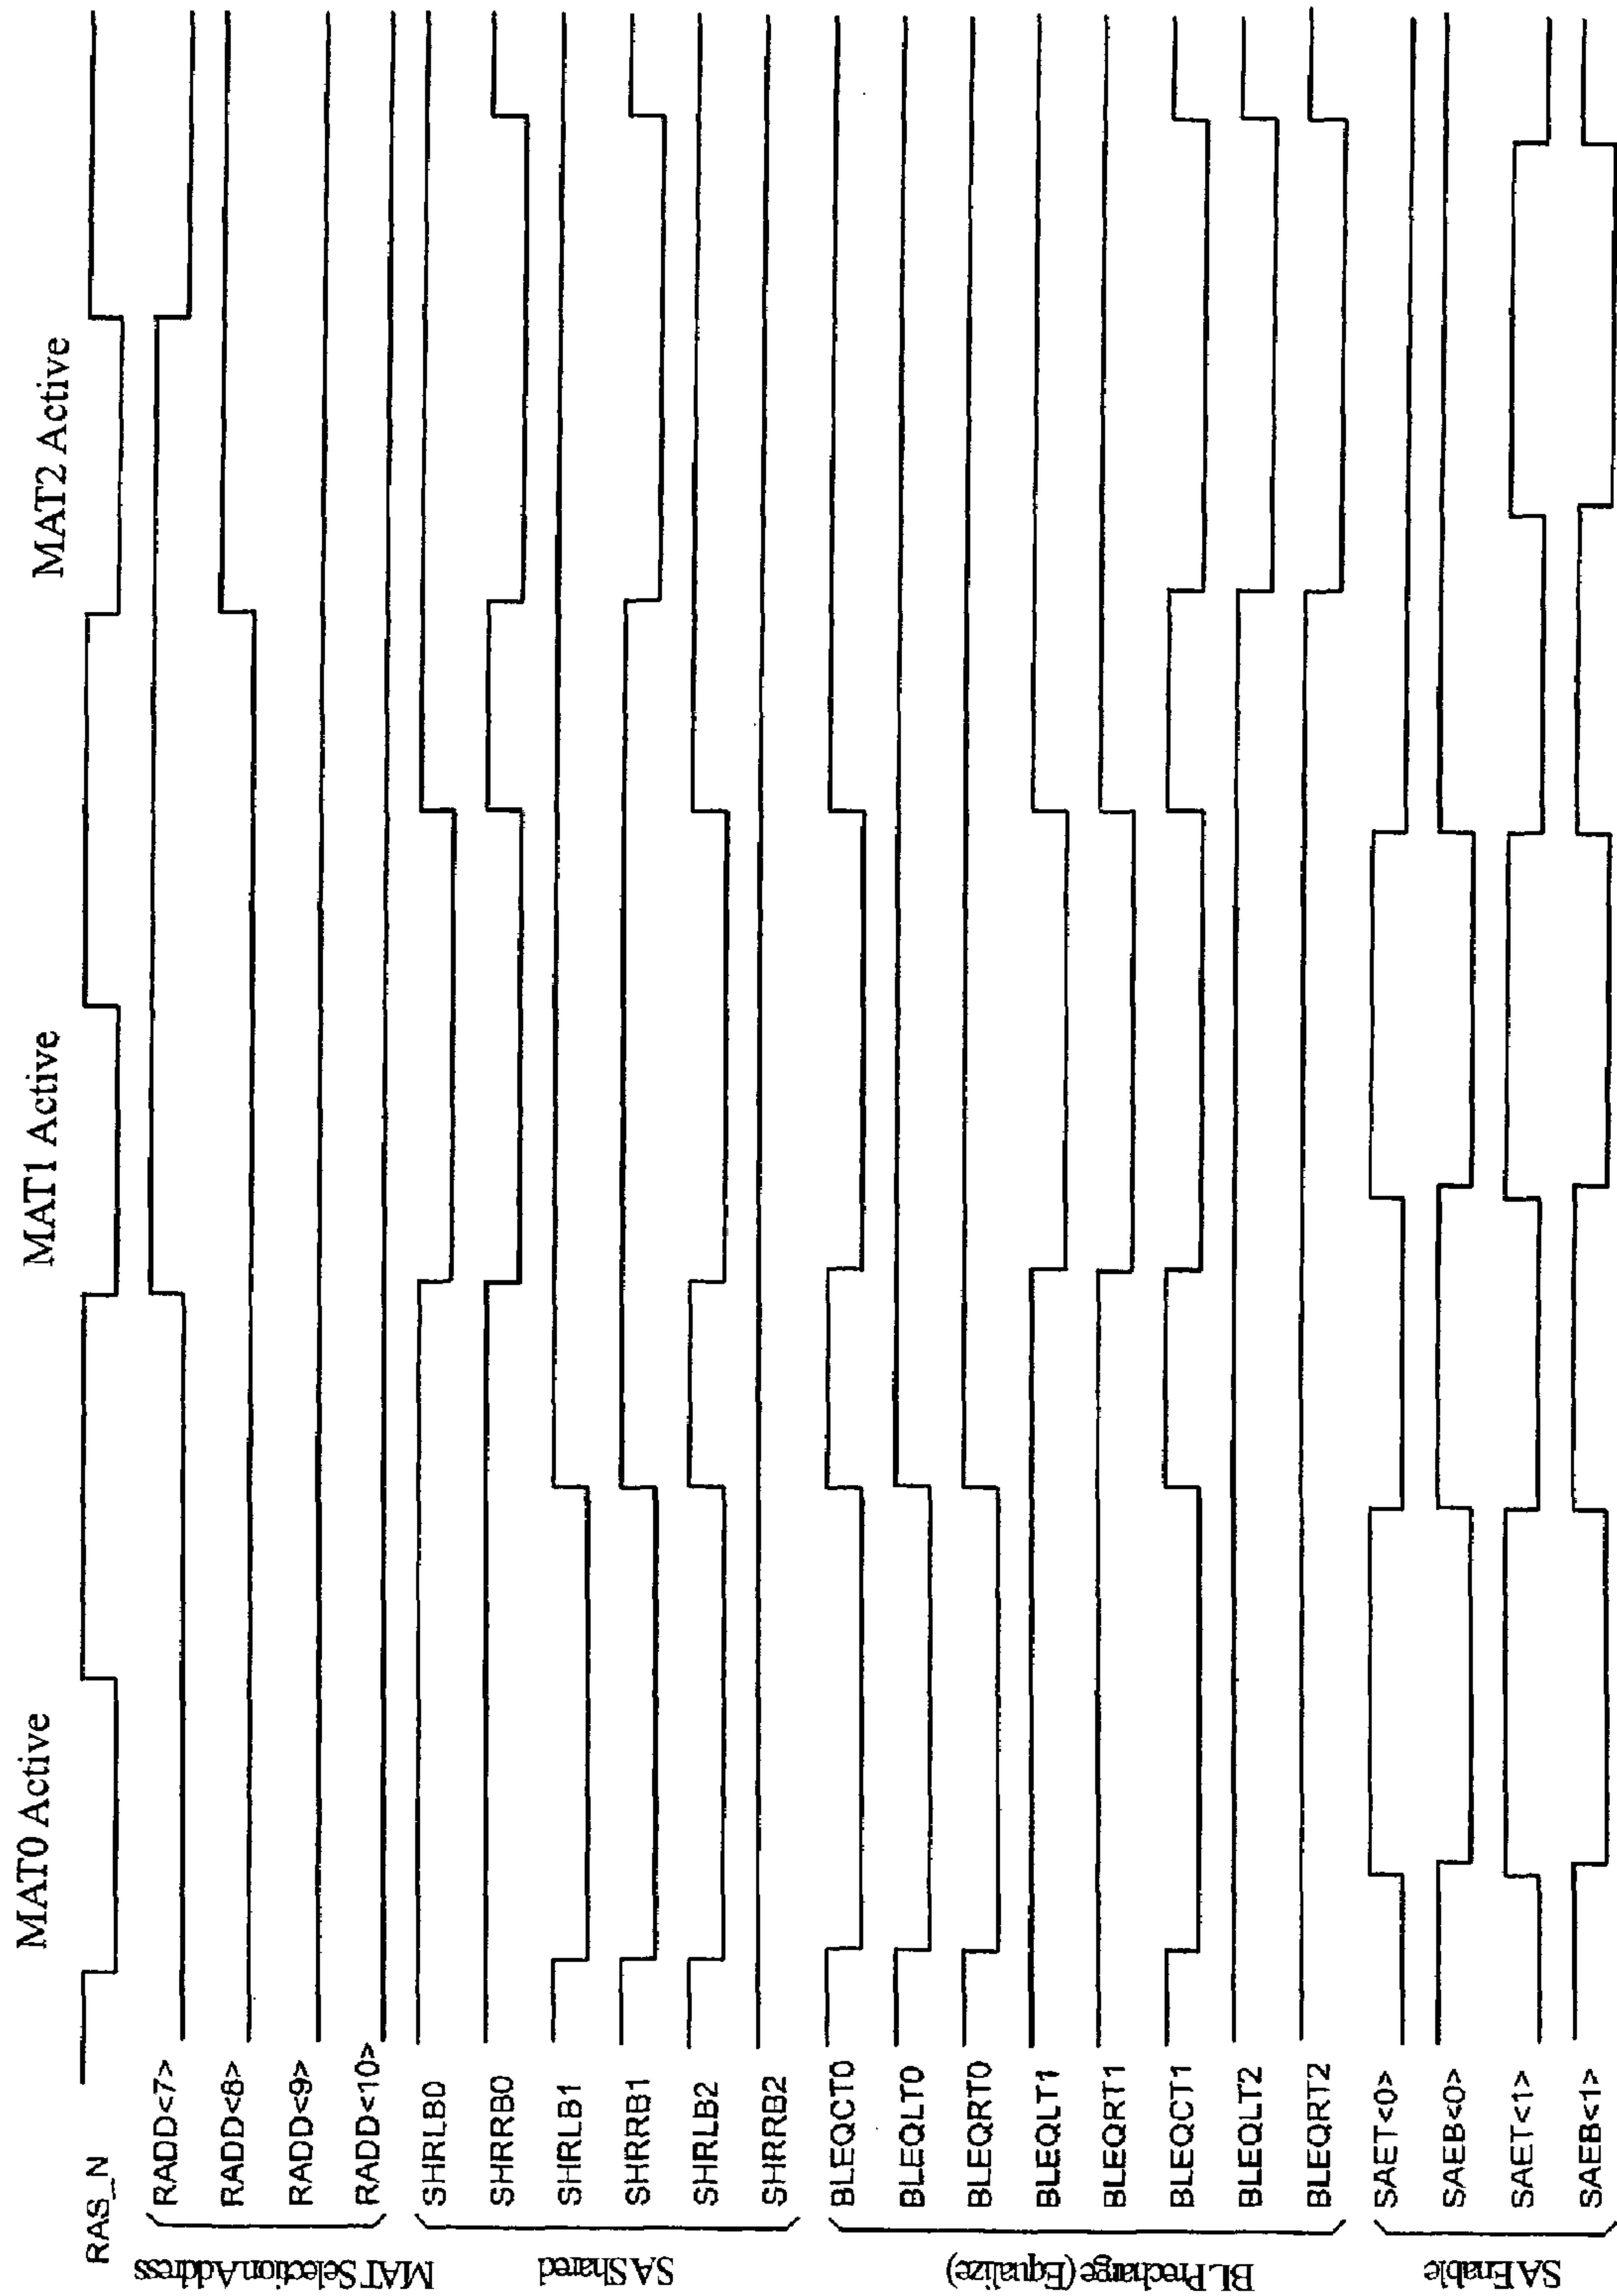 MAT0 Active
MAT1 Active
MAT2 Active
RAS_N
RADD<7>
RADD<8>
RADD<9>
RADD<10>
MAT Selection Address
SHRLB0
SHRRB0
SHRLB1
SHRRB1
SHRLB2
SHRRB2
SA Shared
BLEQCT0
BLEQLT0
BLEQRT0
BLEQLT1
BLEQRT1
BLEQCT1
BLEQLT2
BLEQRT2
BL Precharge (Equalize)
SAET<0>
SAEB<0>
SAET<1>
SAEB<1>
SA Enable